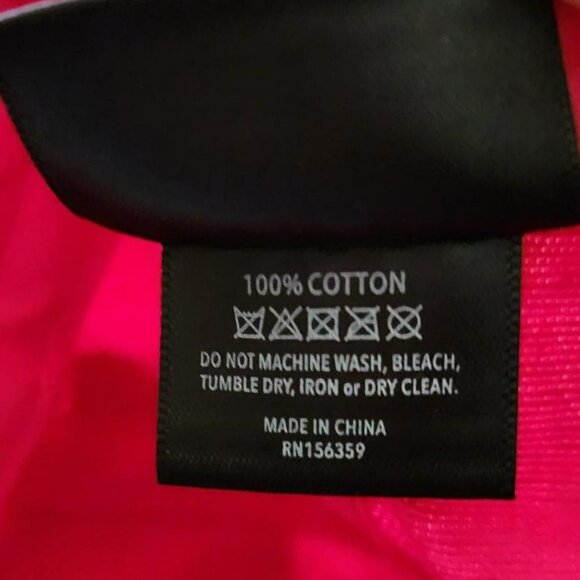 100% COTTON
DO NOT MACHINE WASH, BLEACH,
TUMBLE DRY, IRON or DRY CLEAN.
MADE IN CHINA
RN156359